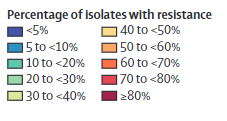 Percentage of isolates with resistance
<5%
5 to <10%
10 to <20%
20 to <30%
30 to <40%
40 to <50%
50 to <60%
60 to <70%
70 to <80%
≥80%